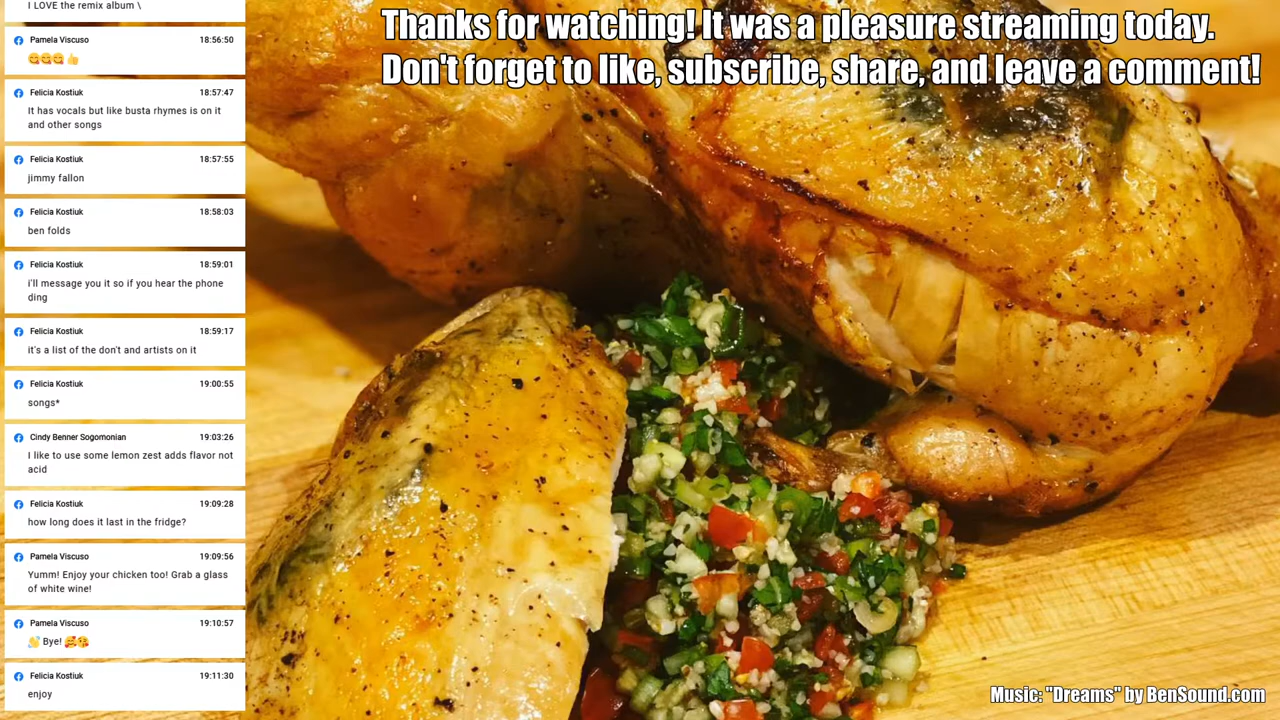 I LOVE the remix album \
Pamela Viscuso 18:56:50
😋😋😋👍
Felicia Kostiuk 18:57:47
It has vocals but like busta rhymes is on it
and other songs
Felicia Kostiuk 18:57:55
jimmy fallon
Felicia Kostiuk 18:58:03
ben folds
Felicia Kostiuk 18:59:01
i'll message you it so if you hear the phone
ding
Felicia Kostiuk 18:59:17
it's a list of the don't and artists on it
Felicia Kostiuk 19:00:55
songs*
Cindy Benner Sogomonian 19:03:26
I like to use some lemon zest adds flavor not
acid
Felicia Kostiuk 19:09:28
how long does it last in the fridge?
Pamela Viscuso 19:09:56
Yumm! Enjoy your chicken too! Grab a glass
of white wine!
Pamela Viscuso 19:10:57
👋 Bye! 🥰😘
Felicia Kostiuk 19:11:30
enjoy
Thanks for watching! It was a pleasure streaming today.
Don't forget to like, subscribe, share, and leave a comment!
Music: "Dreams" by BenSound.com